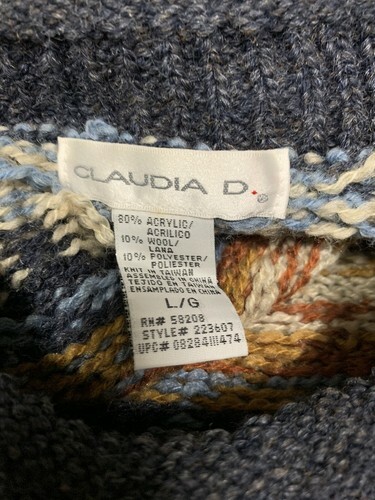 CLAUDIA D. ®
80% ACRYLIC/
ACRILICO
10% WOOL/
LANA
10% POLYESTER/
POLIESTER
KNIT IN TAIWAN
ASSEMBLED IN CHINA
TEJIDO EN TAIWAN
ENSAMPLADO EN CHINA
L/G
RN# 58208
STYLE# 223607
UPC# 08284111474